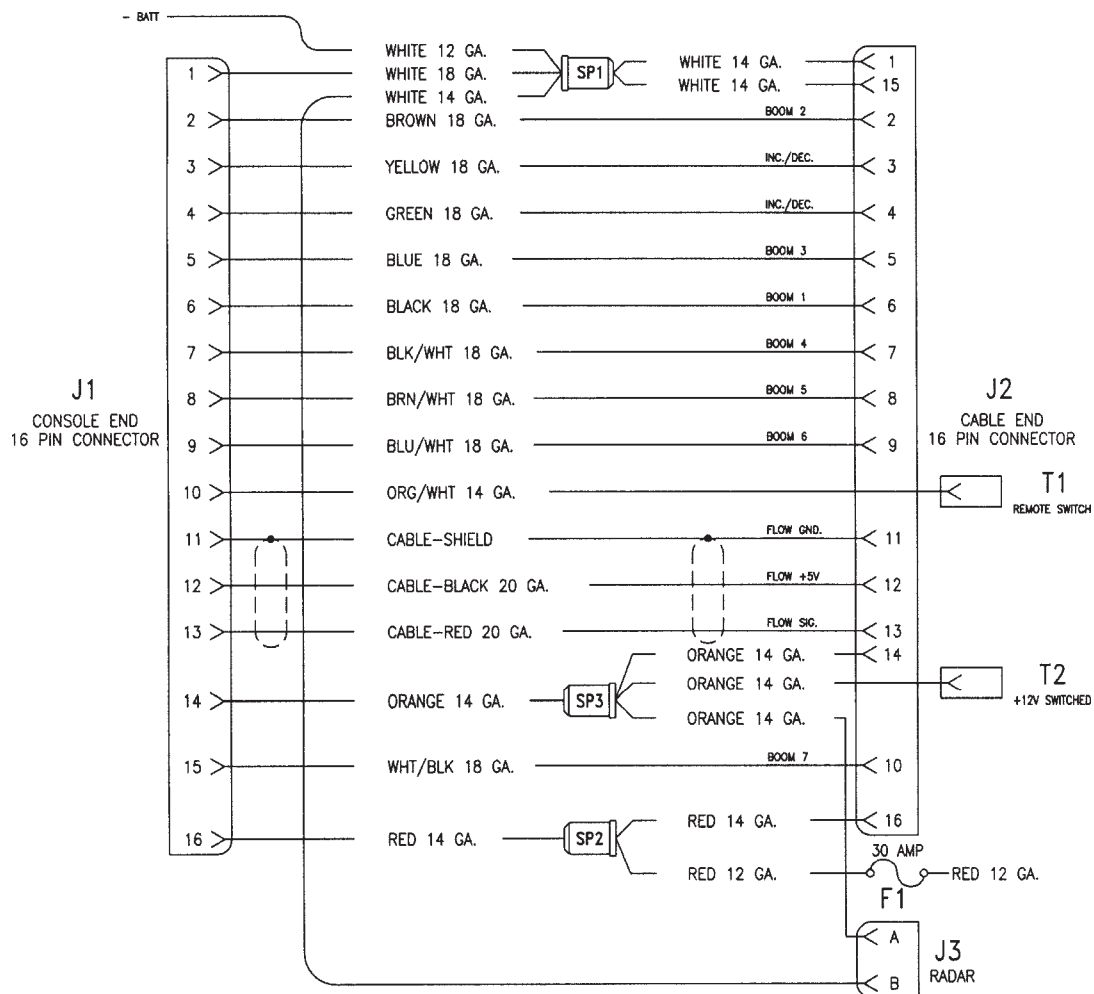 - BATT
WHITE 12 GA.
1 WHITE 18 GA. SP1 WHITE 14 GA. 1
WHITE 14 GA. WHITE 14 GA. 15
2 BROWN 18 GA. BOOM 2 2
3 YELLOW 18 GA. INC./DEC. 3
4 GREEN 18 GA. INC./DEC. 4
5 BLUE 18 GA. BOOM 3 5
6 BLACK 18 GA. BOOM 1 6
7 BLK/WHT 18 GA. BOOM 4 7
J1
CONSOLE END
16 PIN CONNECTOR
8 BRN/WHT 18 GA. BOOM 5 8
J2
CABLE END
16 PIN CONNECTOR
9 BLU/WHT 18 GA. BOOM 6 9
10 ORG/WHT 14 GA.
T1
REMOTE SWITCH
11 CABLE-SHIELD FLOW GND. 11
12 CABLE-BLACK 20 GA. FLOW +5V 12
13 CABLE-RED 20 GA. FLOW SIG. 13
ORANGE 14 GA. 14
14 ORANGE 14 GA. SP3 ORANGE 14 GA.
T2
+12V SWITCHED
ORANGE 14 GA.
15 WHT/BLK 18 GA. BOOM 7 10
16 RED 14 GA. SP2 RED 14 GA. 16
30 AMP
RED 12 GA. RED 12 GA.
F1
A
J3
RADAR
B